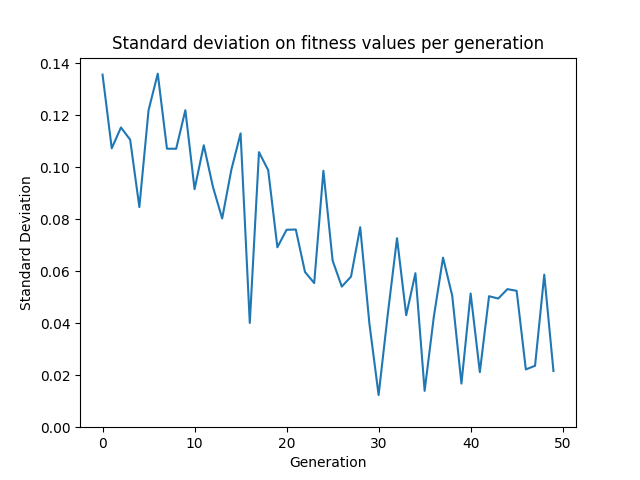 Standard deviation on fitness values per generation
0.14
0.12
0.10
0.08
0.06
0.04
0.02
0.00
Standard Deviation
0 10 20 30 40 50
Generation